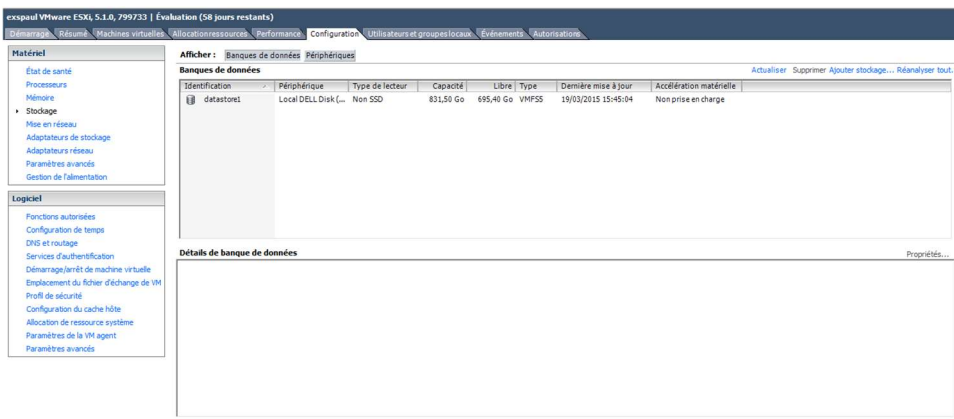 exspaul VMware ESXi, 5.1.0, 799733 | Évaluation (58 jours restants)
Démarrage Résumé Machines virtuelles Allocation ressources Performance Configuration Utilisateurs et groupes locaux Événements Autorisations
Matériel
État de santé
Processeurs
Mémoire
Stockage
Mise en réseau
Adaptateurs de stockage
Adaptateurs réseau
Paramètres avancés
Gestion de l'alimentation
Logiciel
Fonctions autorisées
Configuration de temps
DNS et routage
Services d'authentification
Démarrage/arrêt de machine virtuelle
Emplacement du fichier d'échange de VM
Profil de sécurité
Configuration du cache hôte
Allocation de ressource système
Paramètres de la VM agent
Paramètres avancés
Afficher : Banques de données Périphériques
Banques de données Actualiser Supprimer Ajouter stockage... Réanalyser tout.
Identification Périphérique Type de lecteur Capacité Libre Type Dernière mise à jour Accélération matérielle
datastore1 Local DELL Disk (... Non SSD 831,50 Go 695,40 Go VMFS5 19/03/2015 15:45:04 Non prise en charge
Détails de banque de données Propriétés...